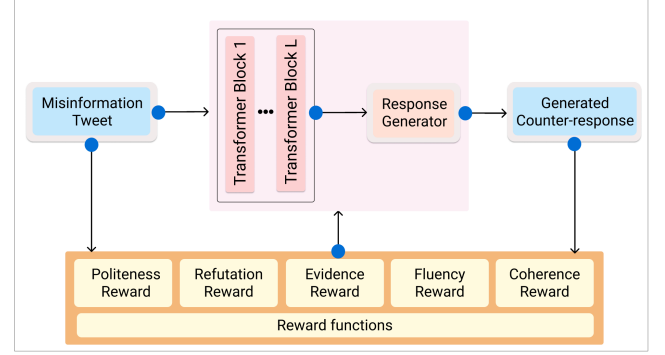 Misinformation
Tweet
Transformer Block 1
•••
Transformer Block L
Response
Generator
Generated
Counter-response
Politeness
Reward
Refutation
Reward
Evidence
Reward
Fluency
Reward
Coherence
Reward
Reward functions